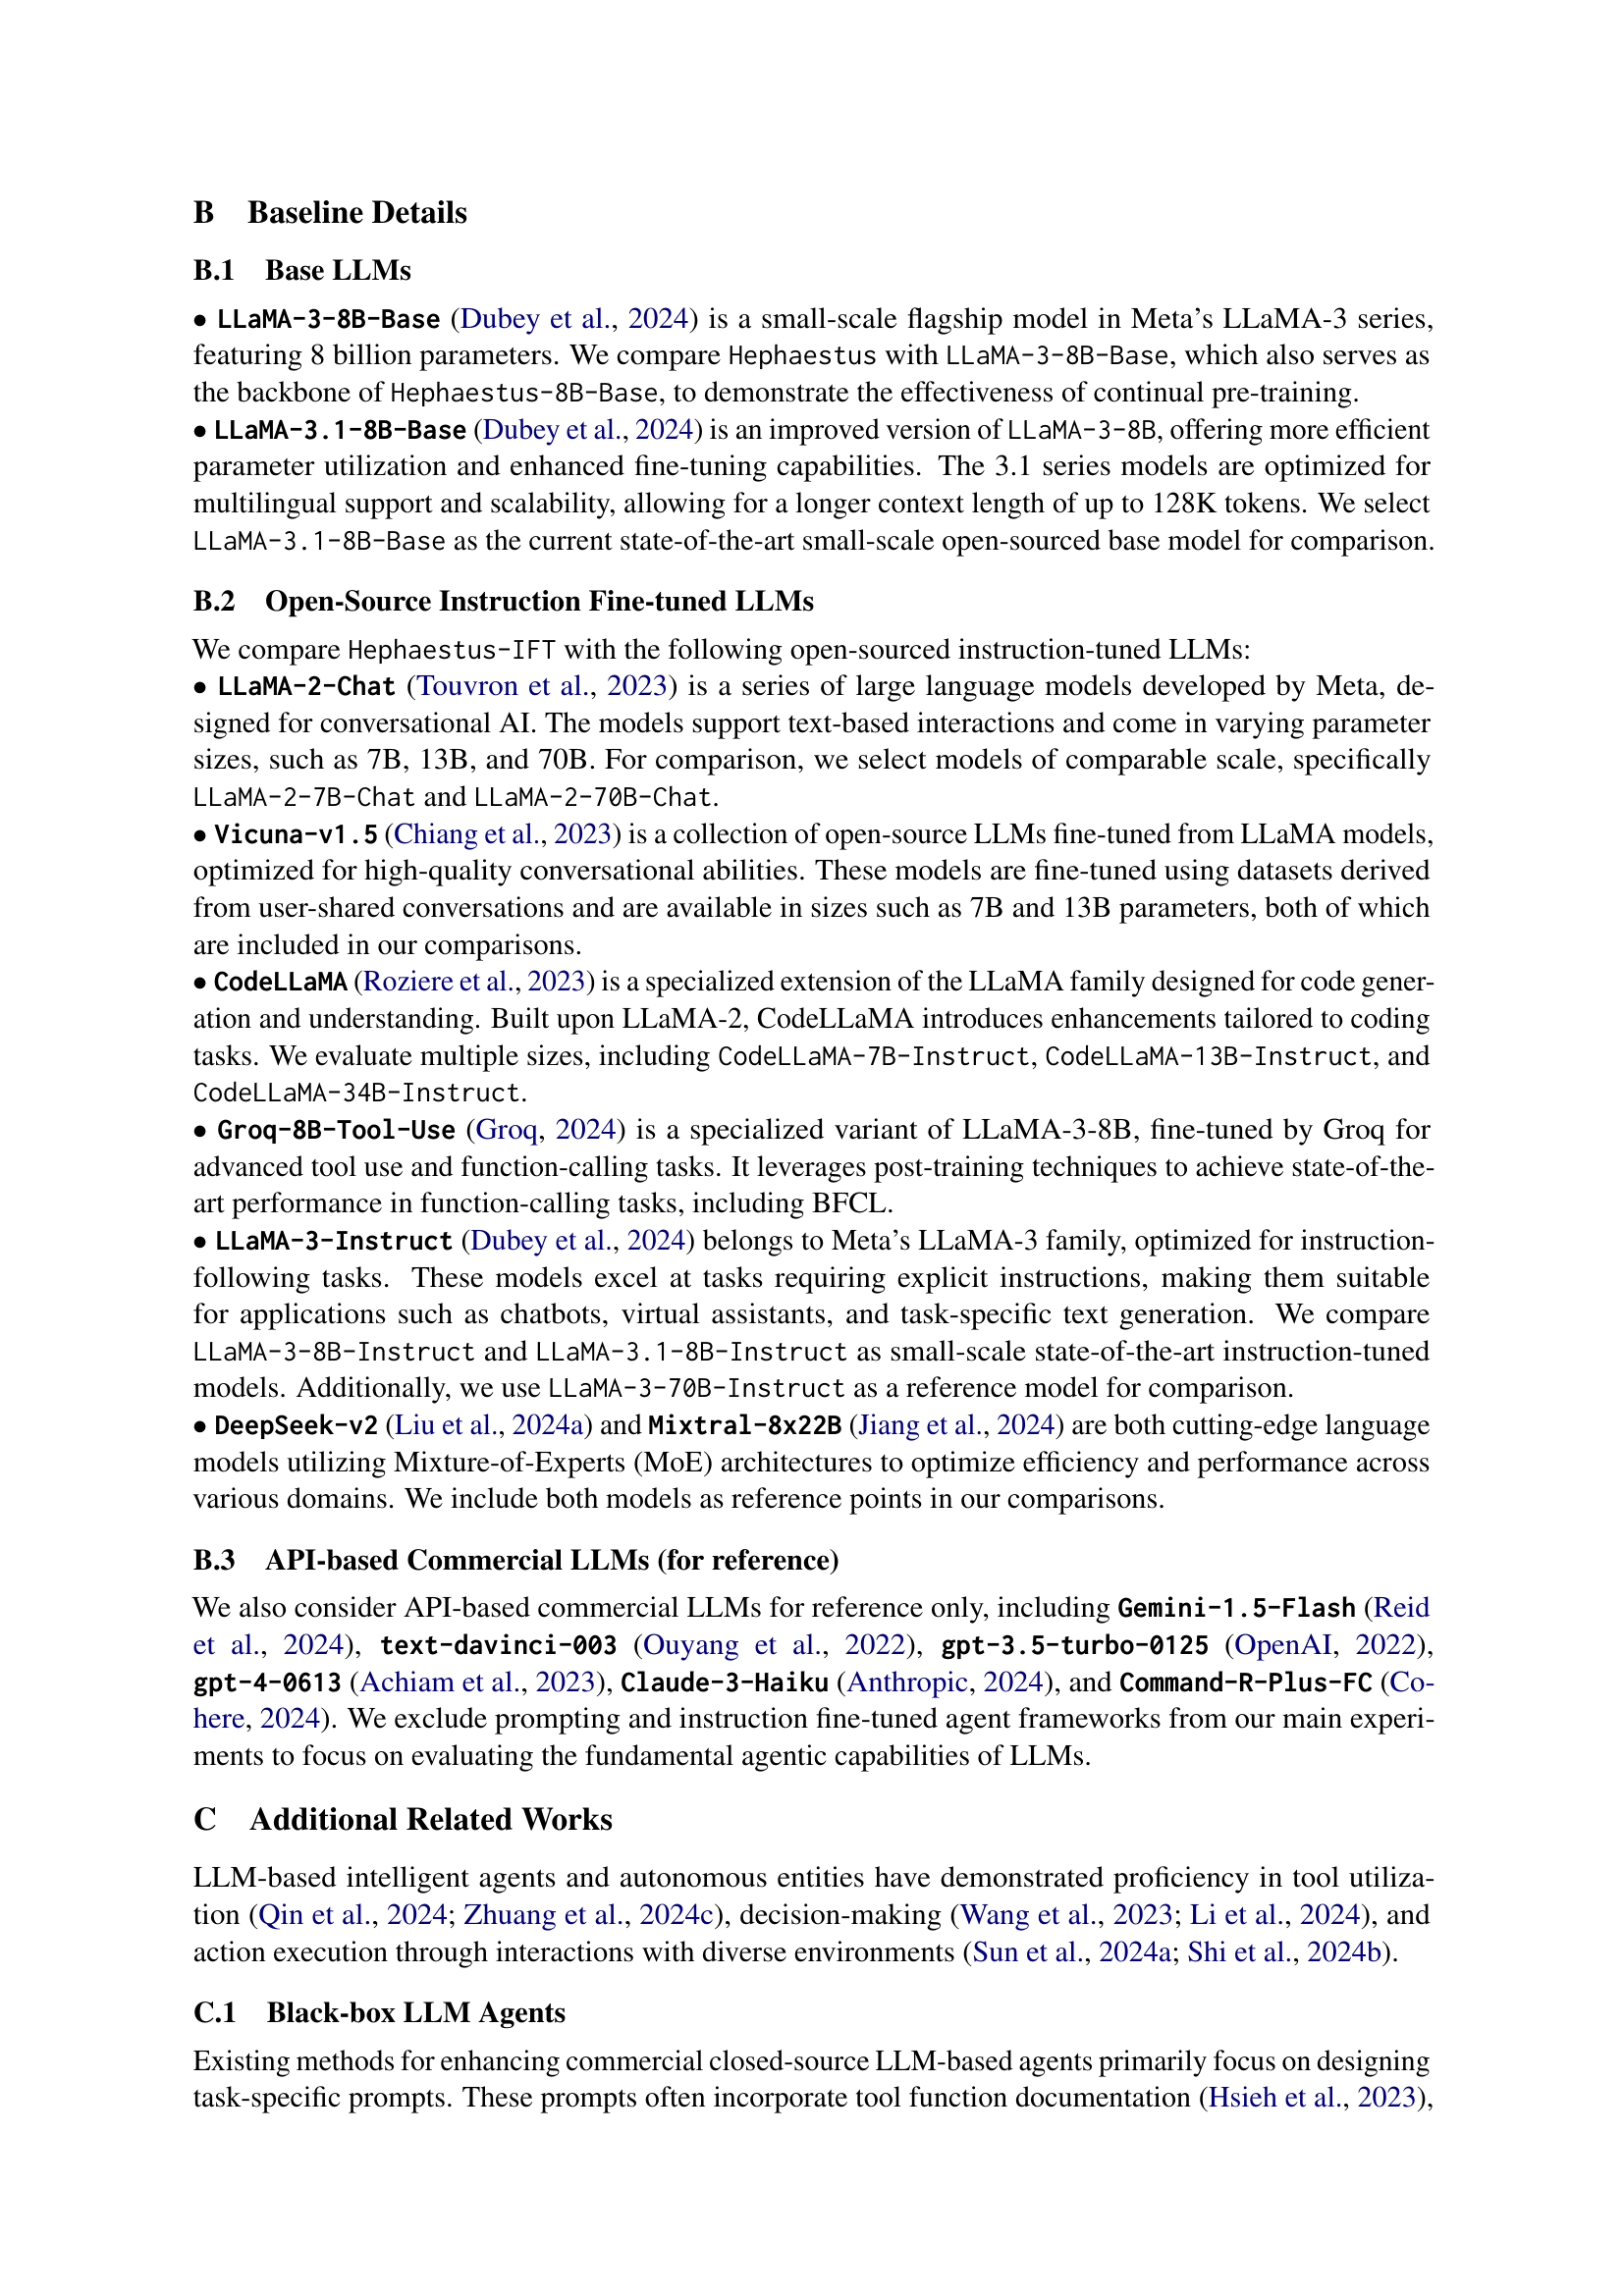 B Baseline Details
B.1 Base LLMs
• LLaMA-3-8B-Base (Dubey et al., 2024) is a small-scale flagship model in Meta's LLaMA-3 series,
featuring 8 billion parameters. We compare Hephaestus with LLaMA-3-8B-Base, which also serves as
the backbone of Hephaestus-8B-Base, to demonstrate the effectiveness of continual pre-training.
• LLaMA-3.1-8B-Base (Dubey et al., 2024) is an improved version of LLaMA-3-8B, offering more efficient
parameter utilization and enhanced fine-tuning capabilities. The 3.1 series models are optimized for
multilingual support and scalability, allowing for a longer context length of up to 128K tokens. We select
LLaMA-3.1-8B-Base as the current state-of-the-art small-scale open-sourced base model for comparison.
B.2 Open-Source Instruction Fine-tuned LLMs
We compare Hephaestus-IFT with the following open-sourced instruction-tuned LLMs:
• LLaMA-2-Chat (Touvron et al., 2023) is a series of large language models developed by Meta, de-
signed for conversational AI. The models support text-based interactions and come in varying parameter
sizes, such as 7B, 13B, and 70B. For comparison, we select models of comparable scale, specifically
LLaMA-2-7B-Chat and LLaMA-2-70B-Chat.
• Vicuna-v1.5 (Chiang et al., 2023) is a collection of open-source LLMs fine-tuned from LLaMA models,
optimized for high-quality conversational abilities. These models are fine-tuned using datasets derived
from user-shared conversations and are available in sizes such as 7B and 13B parameters, both of which
are included in our comparisons.
• CodeLLaMA (Roziere et al., 2023) is a specialized extension of the LLaMA family designed for code gener-
ation and understanding. Built upon LLaMA-2, CodeLLaMA introduces enhancements tailored to coding
tasks. We evaluate multiple sizes, including CodeLLaMA-7B-Instruct, CodeLLaMA-13B-Instruct, and
CodeLLaMA-34B-Instruct.
• Groq-8B-Tool-Use (Groq, 2024) is a specialized variant of LLaMA-3-8B, fine-tuned by Groq for
advanced tool use and function-calling tasks. It leverages post-training techniques to achieve state-of-the-
art performance in function-calling tasks, including BFCL.
• LLaMA-3-Instruct (Dubey et al., 2024) belongs to Meta's LLaMA-3 family, optimized for instruction-
following tasks. These models excel at tasks requiring explicit instructions, making them suitable
for applications such as chatbots, virtual assistants, and task-specific text generation. We compare
LLaMA-3-8B-Instruct and LLaMA-3.1-8B-Instruct as small-scale state-of-the-art instruction-tuned
models. Additionally, we use LLaMA-3-70B-Instruct as a reference model for comparison.
• DeepSeek-v2 (Liu et al., 2024a) and Mixtral-8x22B (Jiang et al., 2024) are both cutting-edge language
models utilizing Mixture-of-Experts (MoE) architectures to optimize efficiency and performance across
various domains. We include both models as reference points in our comparisons.
B.3 API-based Commercial LLMs (for reference)
We also consider API-based commercial LLMs for reference only, including Gemini-1.5-Flash (Reid
et al., 2024), text-davinci-003 (Ouyang et al., 2022), gpt-3.5-turbo-0125 (OpenAI, 2022),
gpt-4-0613 (Achiam et al., 2023), Claude-3-Haiku (Anthropic, 2024), and Command-R-Plus-FC (Co-
here, 2024). We exclude prompting and instruction fine-tuned agent frameworks from our main experi-
ments to focus on evaluating the fundamental agentic capabilities of LLMs.
C Additional Related Works
LLM-based intelligent agents and autonomous entities have demonstrated proficiency in tool utiliza-
tion (Qin et al., 2024; Zhuang et al., 2024c), decision-making (Wang et al., 2023; Li et al., 2024), and
action execution through interactions with diverse environments (Sun et al., 2024a; Shi et al., 2024b).
C.1 Black-box LLM Agents
Existing methods for enhancing commercial closed-source LLM-based agents primarily focus on designing
task-specific prompts. These prompts often incorporate tool function documentation (Hsieh et al., 2023),